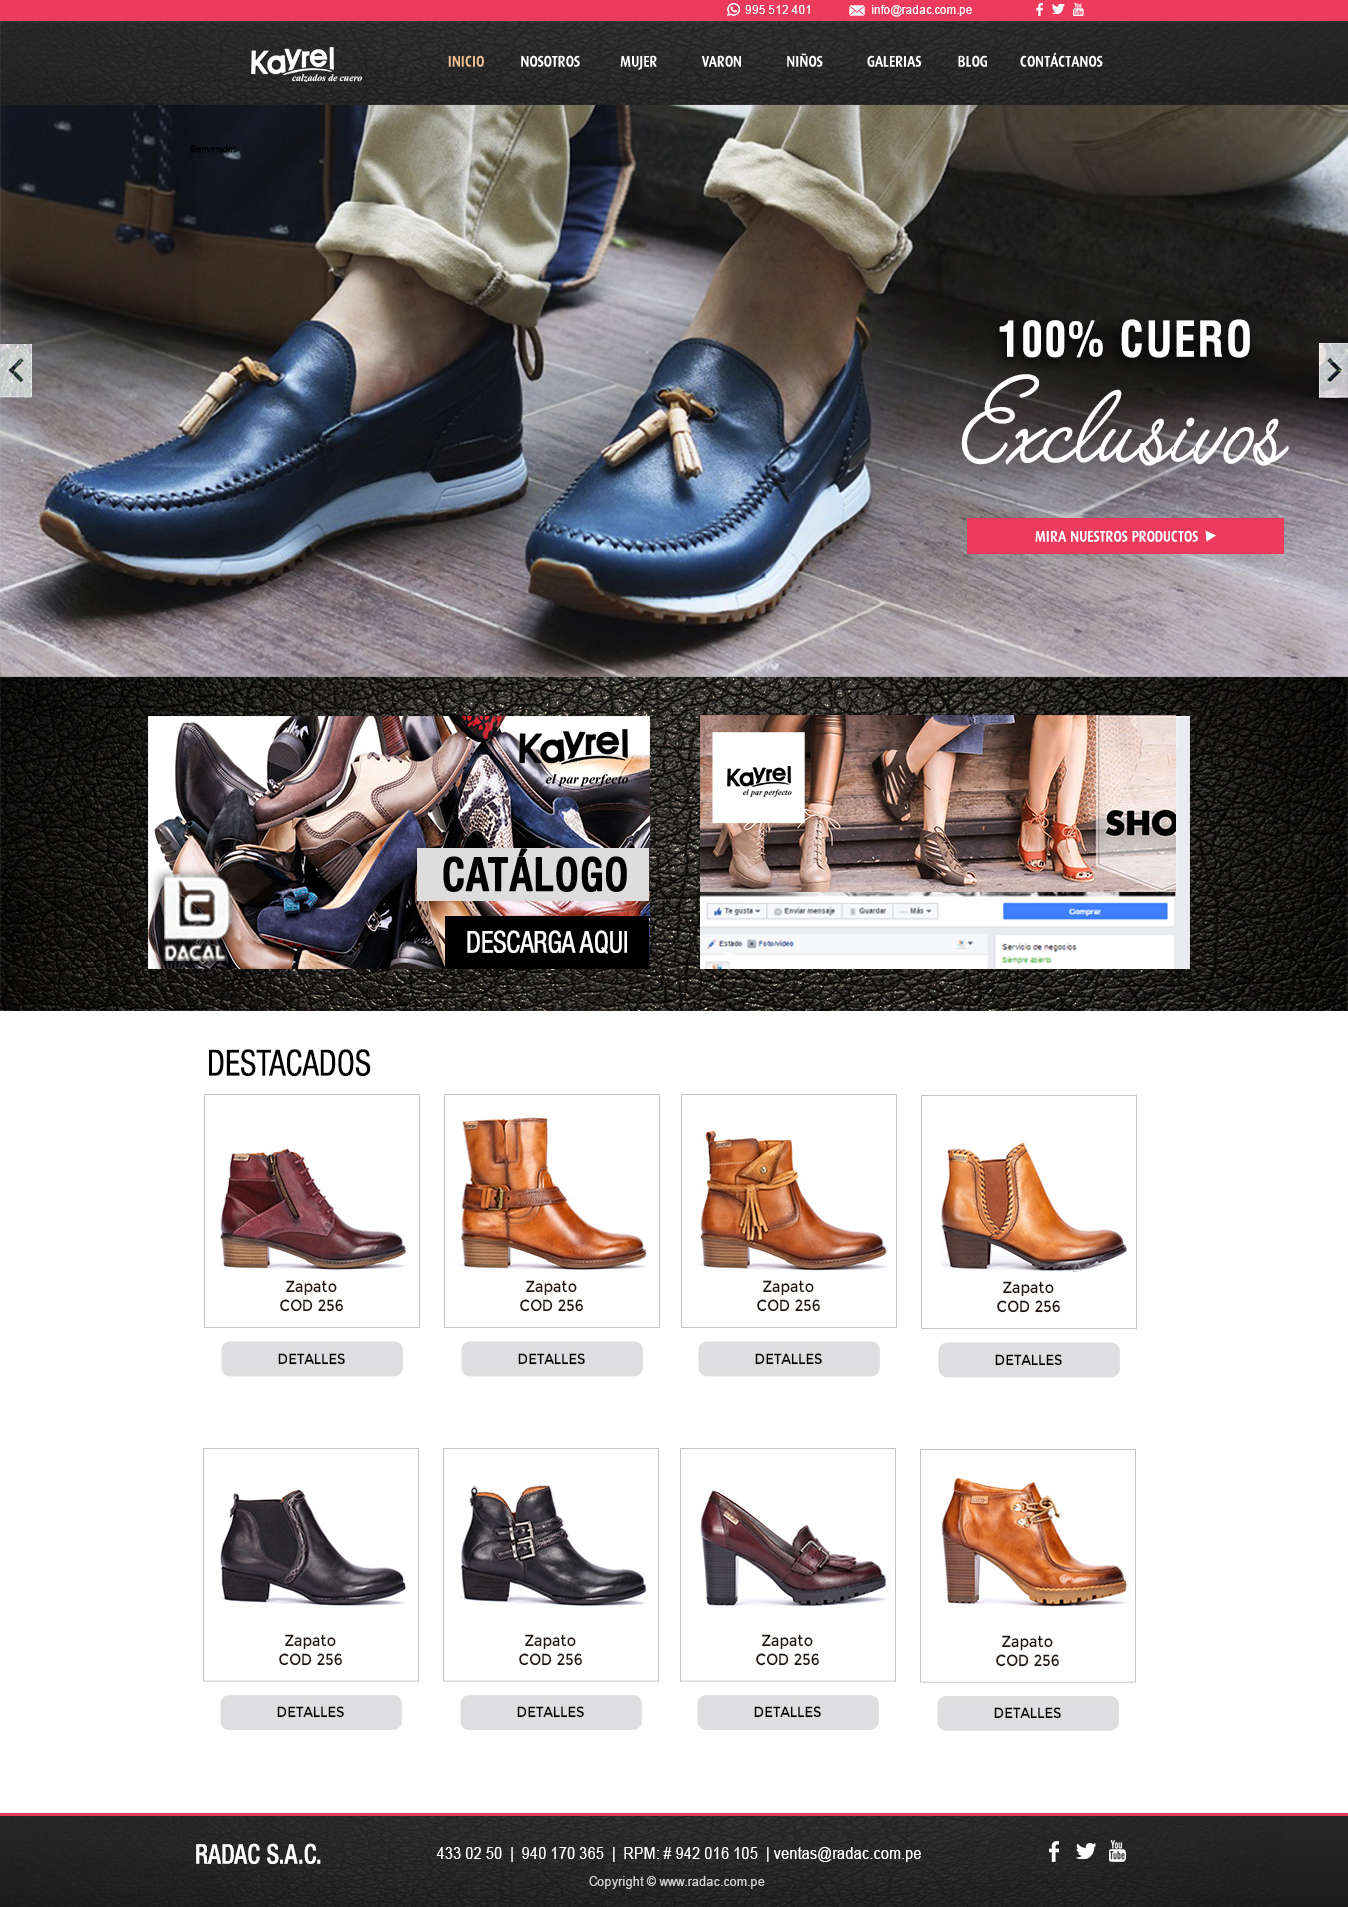 995 512 401
info@radac.com.pe
Kayrel
calzados de cuero
INICIO
NOSOTROS
MUJER
VARON
NIÑOS
GALERIAS
BLOG
CONTÁCTANOS
Bienvenidos
100% CUERO
Exclusivos
MIRA NUESTROS PRODUCTOS
Kayrel
el par perfecto
CATÁLOGO
DESCARGA AQUI
DACAL
Kayrel
el par perfecto
SHO
Te gusta
Enviar mensaje
Guardar
Más
Comprar
Estado
Foto/video
Servicio de negocios
Siempre abierto
DESTACADOS
Zapato
COD 256
DETALLES
Zapato
COD 256
DETALLES
Zapato
COD 256
DETALLES
Zapato
COD 256
DETALLES
Zapato
COD 256
DETALLES
Zapato
COD 256
DETALLES
Zapato
COD 256
DETALLES
Zapato
COD 256
DETALLES
RADAC S.A.C.
433 02 50 | 940 170 365 | RPM: # 942 016 105 | ventas@radac.com.pe
Copyright © www.radac.com.pe
You
Tube